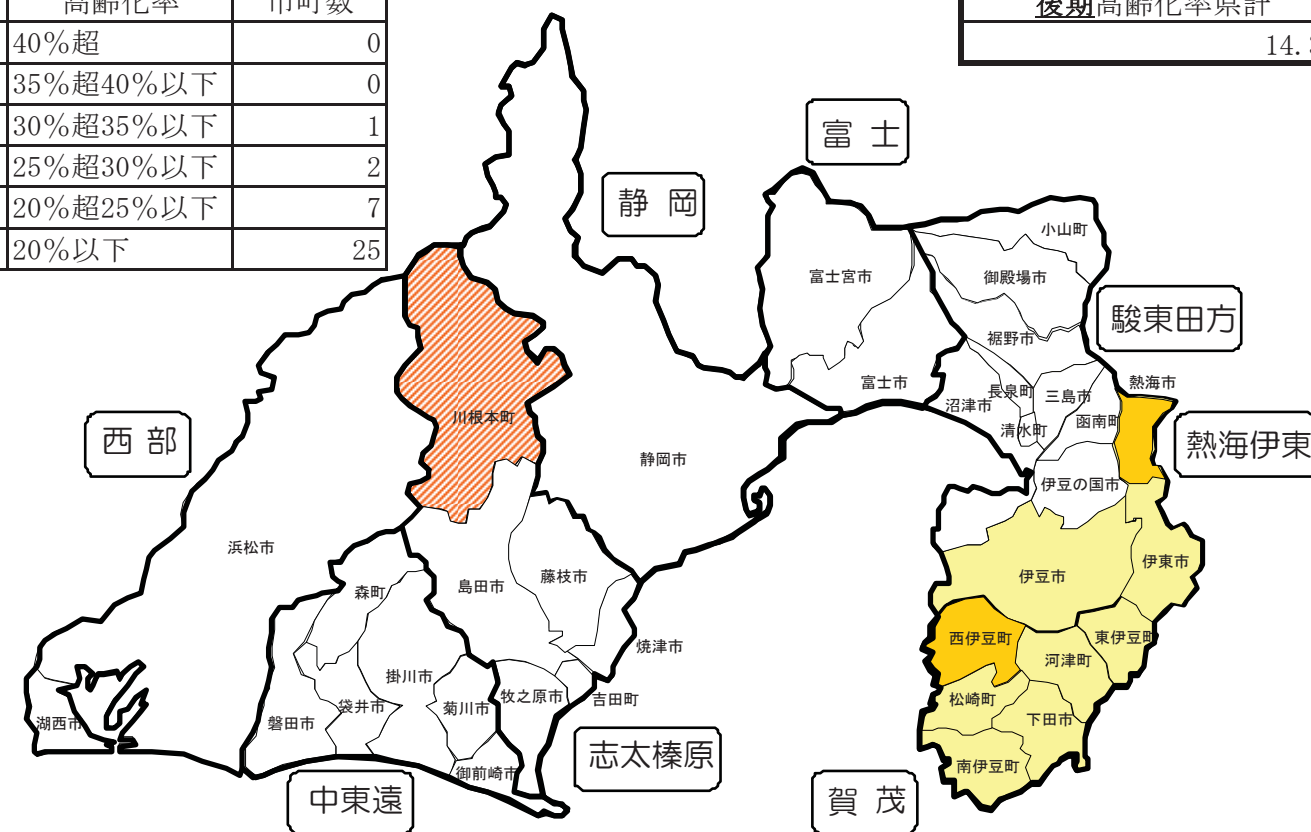 高齢化率 市町数
40%超 0
35%超40%以下 0
30%超35%以下 1
25%超30%以下 2
20%超25%以下 7
20%以下 25
後期高齢化率県計
14.
富 士
静 岡
小山町
富士宮市
御殿場市
駿東田方
裾野市
富士市
長泉町
三島市
熱海市
沼津市
函南町
清水町
川根本町
西 部
熱海伊東
静岡市
伊豆の国市
浜松市
伊東市
伊豆市
島田市
藤枝市
森町
焼津市
西伊豆町
東伊豆町
河津町
掛川市
牧之原市
吉田町
松崎町
袋井市
菊川市
下田市
湖西市
磐田市
志太榛原
御前崎市
南伊豆町
中東遠
賀 茂